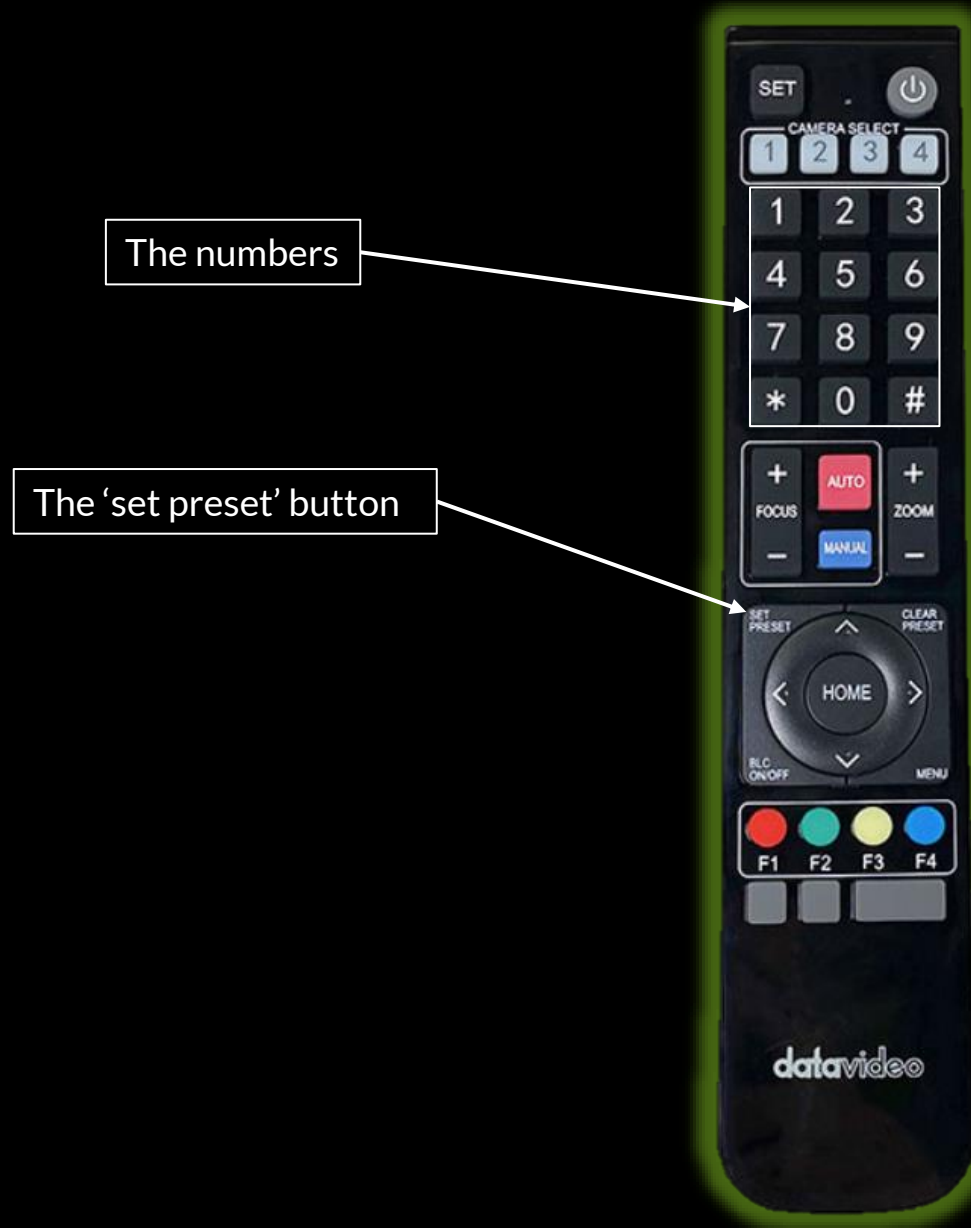 SET
CAMERA SELECT
1 2 3 4
1 2 3
The numbers
4 5 6
7 8 9
* 0 #
+ AUTO +
The ‘set preset’ button
FOCUS ZOOM
- MANUAL -
SET
PRESET
CLEAR
PRESET
HOME
BLC
ON/OFF
MENU
F1 F2 F3 F4
datavideo